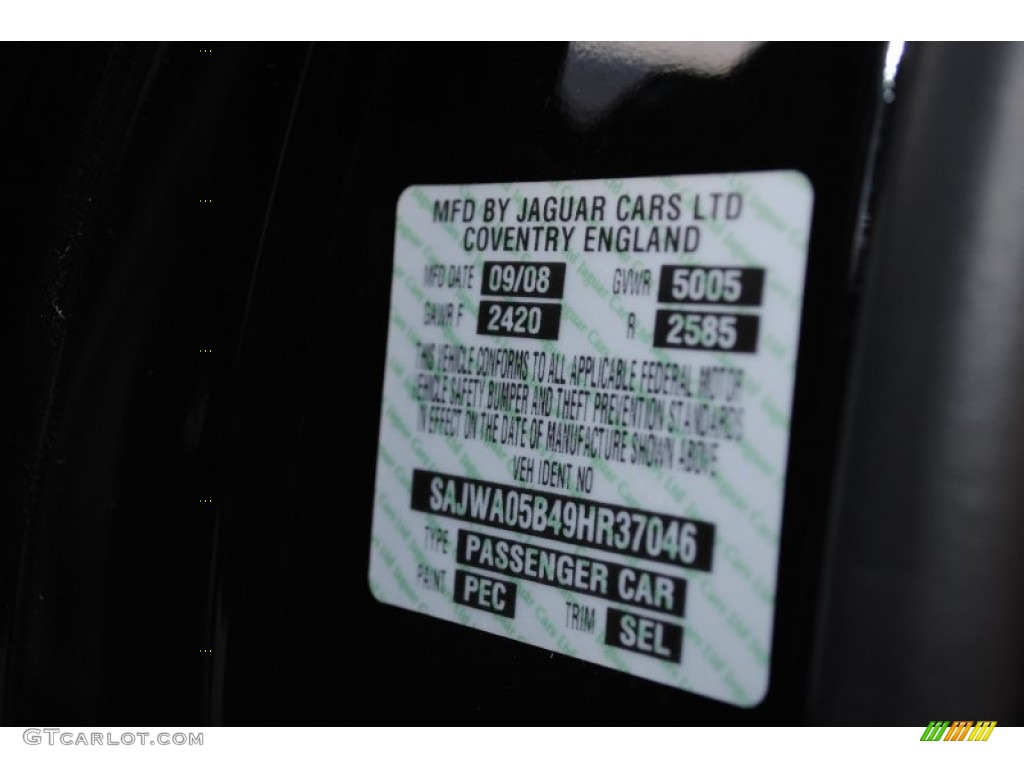 MFD BY JAGUAR CARS LTD
COVENTRY ENGLAND
MFD DATE 09/08 GVWR 5005
GAWR F 2420 R 2585
THIS VEHICLE CONFORMS TO ALL APPLICABLE FEDERAL MOTOR
VEHICLE SAFETY BUMPER AND THEFT PREVENTION STANDARDS
IN EFFECT ON THE DATE OF MANUFACTURE SHOWN ABOVE
VEH IDENT NO
SAJWA05B49HR37046
TYPE PASSENGER CAR
PAINT PEC TRIM SEL
GTCarlot.com